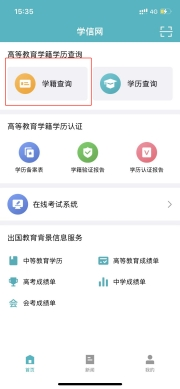 15:35
4G
学信网
高等教育学籍学历查询
学籍查询
学历查询
高等教育学籍学历认证
学历备案表
学籍验证报告
学历认证报告
在线考试系统
出国教育背景信息服务
中等教育学历
高等教育成绩单
高考成绩单
中学成绩单
会考成绩单
首页
新闻
我的